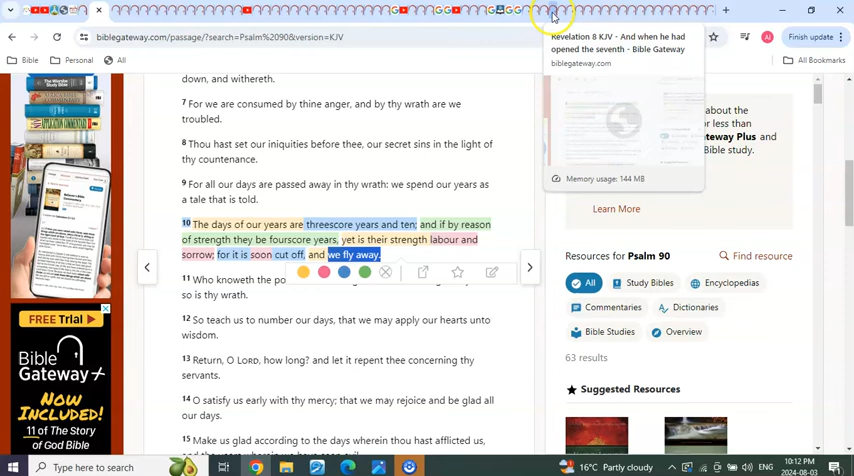 biblegateway.com/passage/?search=Psalm%2090&version=KJV
AI
Finish update
Bible
Personal
All
All Bookmarks
Revelation 8 KJV - And when he had
opened the seventh - Bible Gateway
biblegateway.com
Memory usage: 144 MB
down, and withereth.
7 For we are consumed by thine anger, and by thy wrath are we
troubled.
8 Thou hast set our iniquities before thee, our secret sins in the light of
thy countenance.
9 For all our days are passed away in thy wrath: we spend our years as
a tale that is told.
10 The days of our years are threescore years and ten; and if by reason
of strength they be fourscore years, yet is their strength labour and
sorrow; for it is soon cut off, and we fly away.
11 Who knoweth the po
so is thy wrath.
12 So teach us to number our days, that we may apply our hearts unto
wisdom.
13 Return, O LORD, how long? and let it repent thee concerning thy
servants.
14 O satisfy us early with thy mercy; that we may rejoice and be glad all
our days.
15 Make us glad according to the days wherein thou hast afflicted us,
about the
or less than
teway Plus and
Bible study.
Learn More
Resources for Psalm 90
Find resource
All
Study Bibles
Encyclopedias
Commentaries
Dictionaries
Bible Studies
Overview
63 results
Suggested Resources
FREE Trial
BIBLE
GATEWAY+
NOW
INCLUDED!
11 of The Story
of God Bible
Type here to search
16°C Partly cloudy
ENG
10:12 PM
2024-08-03